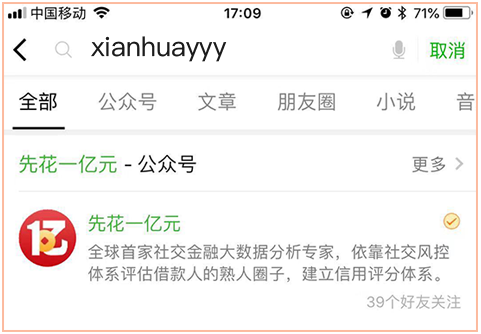 中国移动 17:09 71%
xianhuayyy 取消
全部 公众号 文章 朋友圈 小说 音
先花一亿元 - 公众号 更多
先花一亿元
全球首家社交金融大数据分析专家，依靠社交风控
体系评估借款人的熟人圈子，建立信用评分体系。
39个好友关注